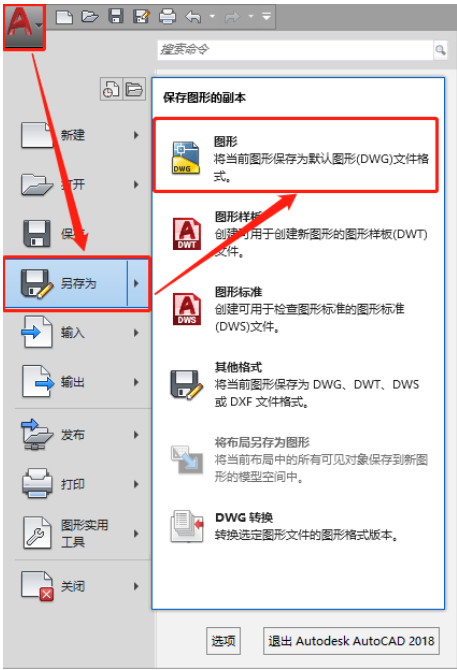 搜索命令
保存图形的副本
新建
打开
保存
另存为
输入
输出
发布
打印
图形实用
工具
关闭
图形
将当前图形保存为默认图形(DWG)文件格
式。
DWG
图形样板
创建可用于创建新图形的图形样板(DWT)
文件。
DWT
图形标准
创建可用于检查图形标准的图形标准
(DWS)文件。
DWS
其他格式
将当前图形保存为 DWG、DWT、DWS
或 DXF 文件格式。
将布局另存为图形
将当前布局中的所有可见对象保存到新图
形的模型空间中。
DWG 转换
转换选定图形文件的图形格式版本。
选项
退出 Autodesk AutoCAD 2018